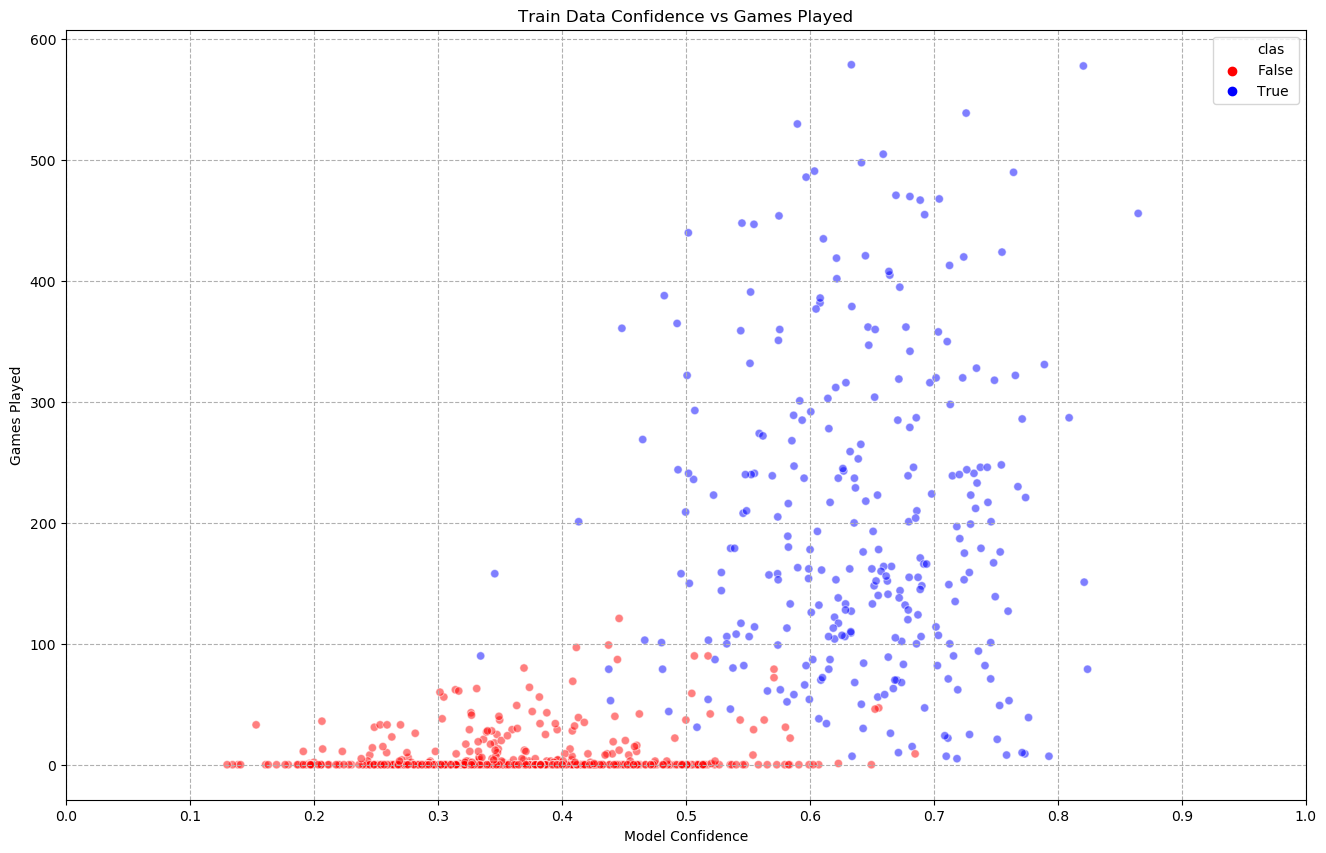 Train Data Confidence vs Games Played
clas
False
True
600
500
400
300
200
100
0
Games Played
0.0 0.1 0.2 0.3 0.4 0.5 0.6 0.7 0.8 0.9 1.0
Model Confidence